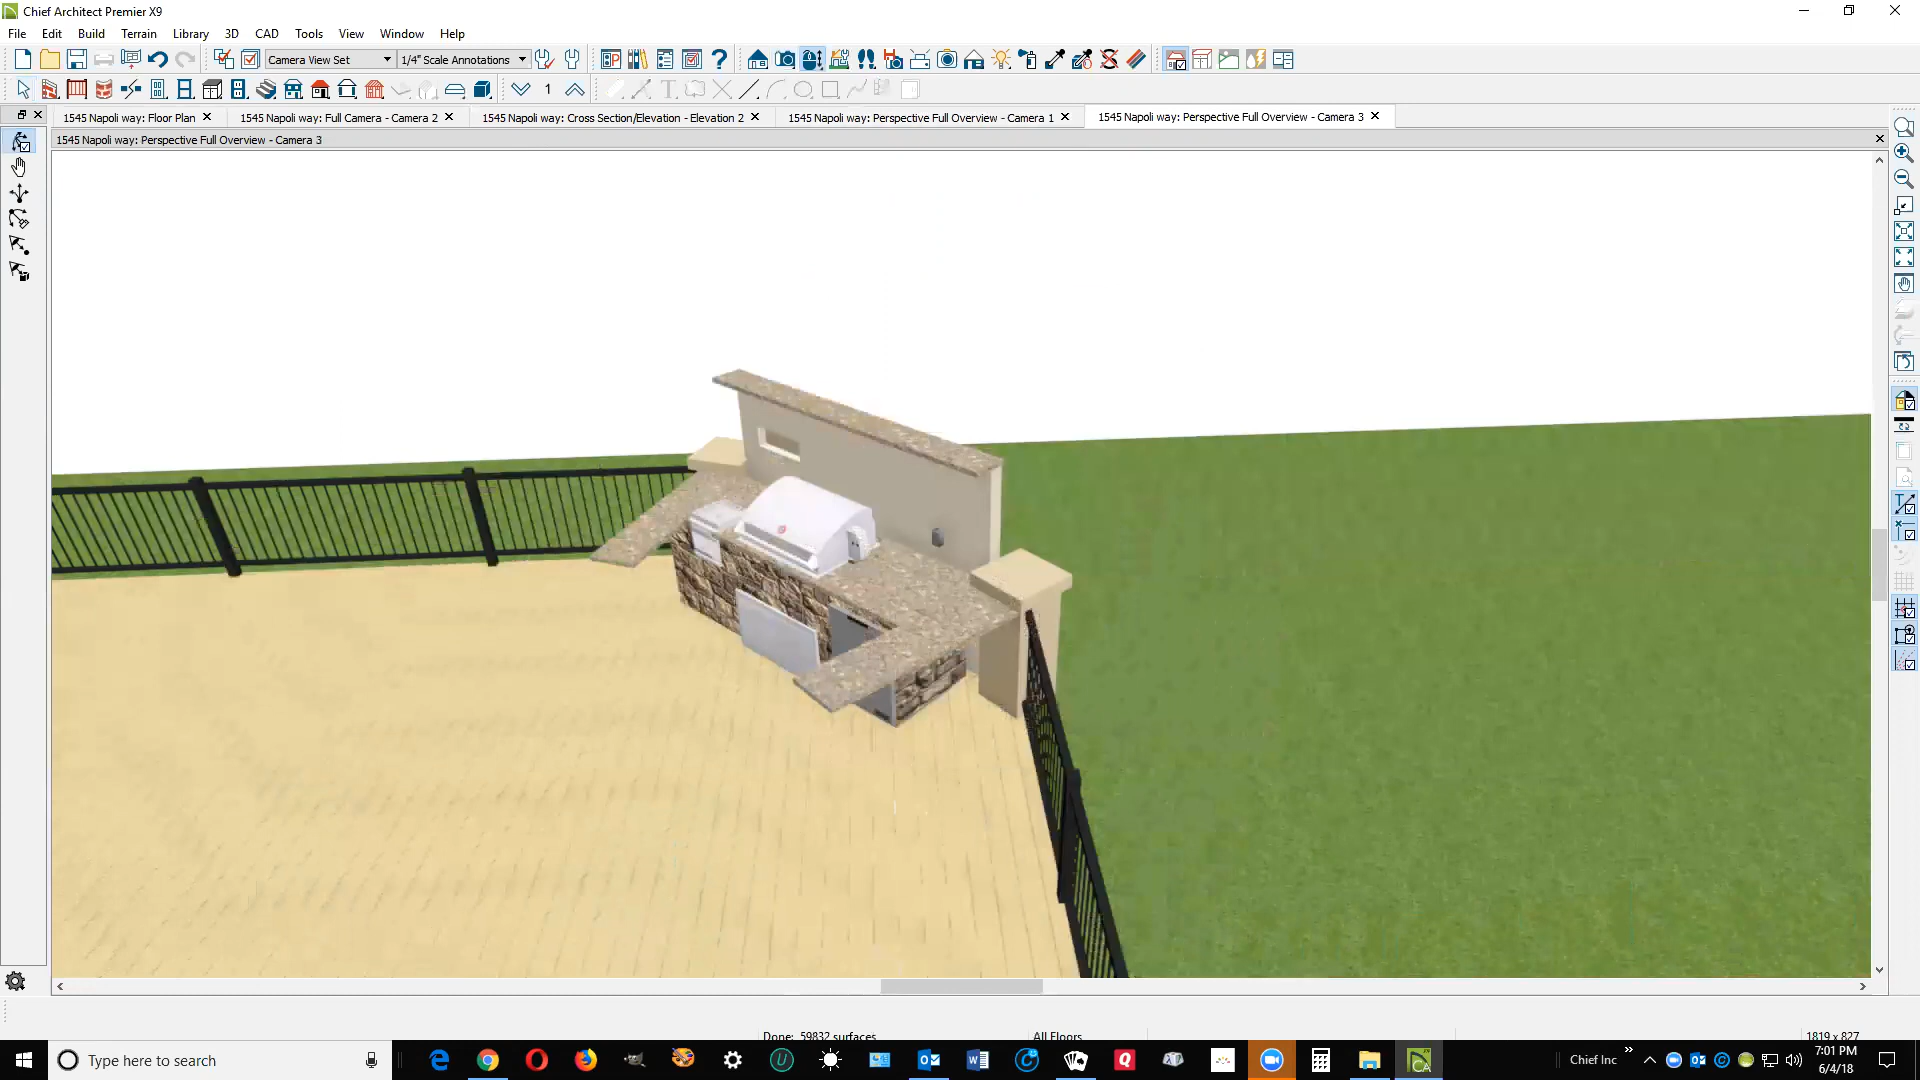 Chief Architect Premier X9
File Edit Build Terrain Library 3D CAD Tools View Window Help
Camera View Set 1/4" Scale Annotations
1
1545 Napoli way: Floor Plan 1545 Napoli way: Full Camera - Camera 2 1545 Napoli way: Cross Section/Elevation - Elevation 2 1545 Napoli way: Perspective Full Overview - Camera 1 1545 Napoli way: Perspective Full Overview - Camera 3
1545 Napoli way: Perspective Full Overview - Camera 3
Done: 59832 surfaces All Floors 1819 x 827
Type here to search
Chief Inc
7:01 PM
6/4/18